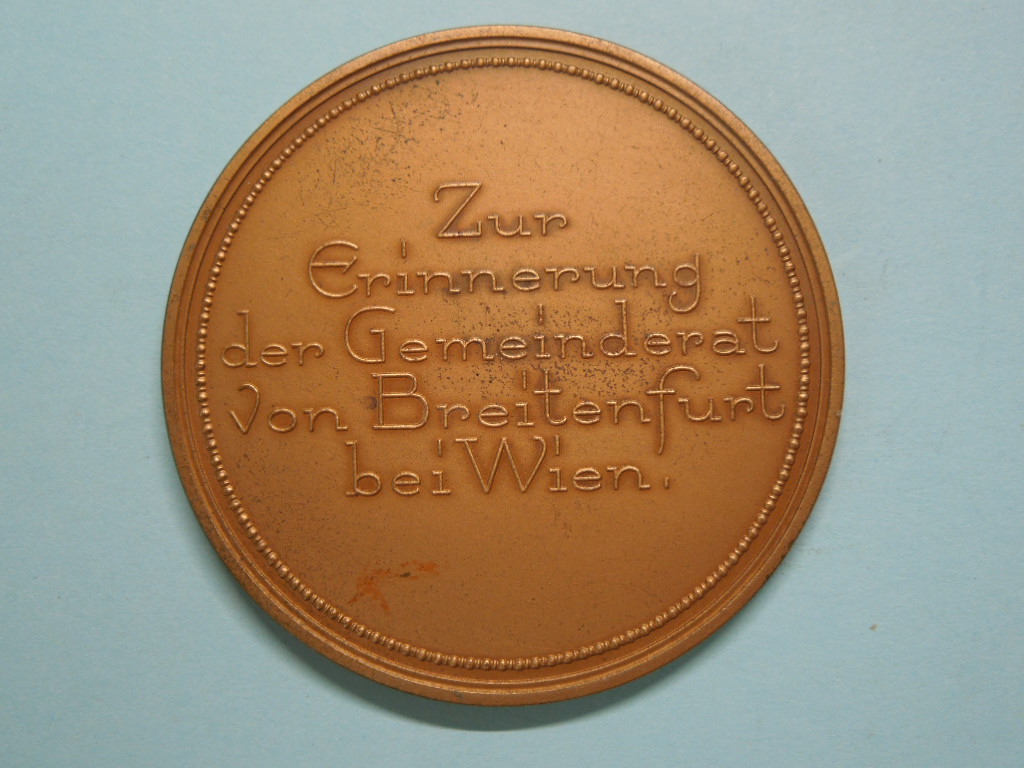 Zur
Erinnerung
der Gemeinderat
von Breitenfurt
bei Wien.